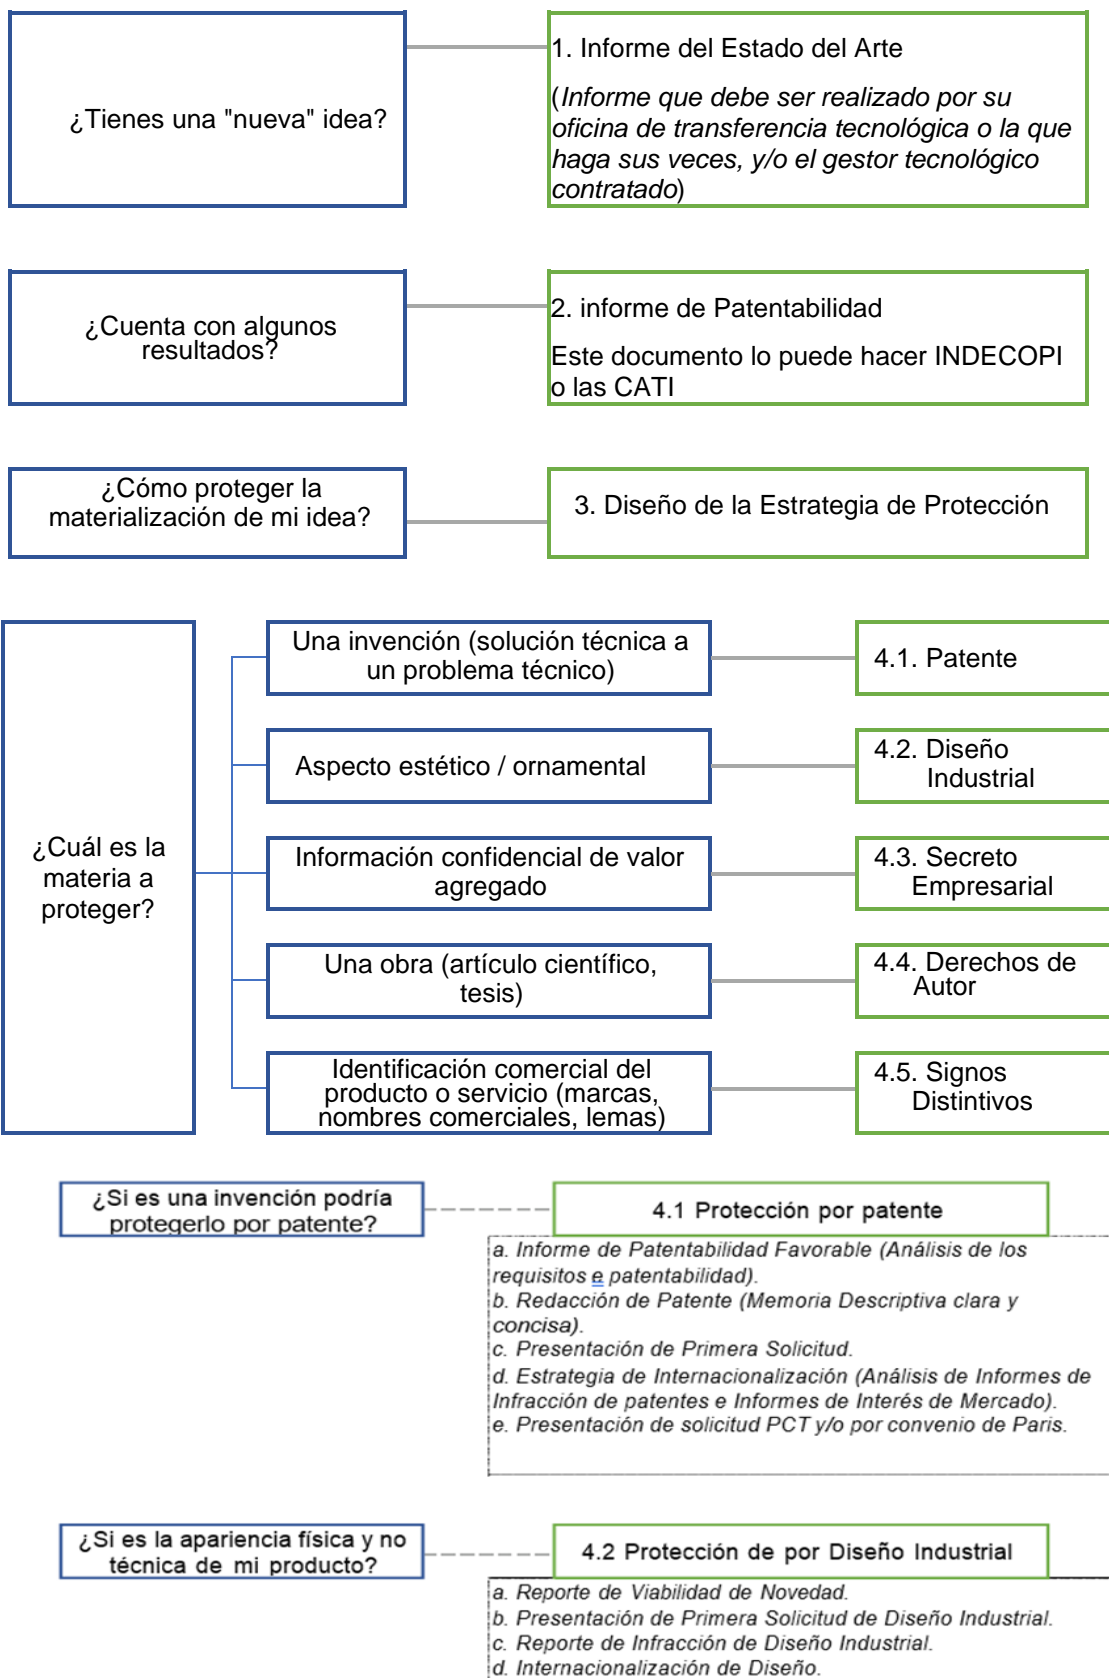 ¿Tienes una "nueva" idea?
1. Informe del Estado del Arte
(Informe que debe ser realizado por su
oficina de transferencia tecnológica o la que
haga sus veces, y/o el gestor tecnológico
contratado)
¿Cuenta con algunos
resultados?
2. informe de Patentabilidad
Este documento lo puede hacer INDECOPI
o las CATI
¿Cómo proteger la
materialización de mi idea?
3. Diseño de la Estrategia de Protección
¿Cuál es la
materia a
proteger?
Una invención (solución técnica a
un problema técnico)
4.1. Patente
Aspecto estético / ornamental
4.2. Diseño
Industrial
Información confidencial de valor
agregado
4.3. Secreto
Empresarial
Una obra (artículo científico,
tesis)
4.4. Derechos de
Autor
Identificación comercial del
producto o servicio (marcas,
nombres comerciales, lemas)
4.5. Signos
Distintivos
¿Si es una invención podría
protegerlo por patente?
4.1 Protección por patente
a. Informe de Patentabilidad Favorable (Análisis de los
requisitos e patentabilidad).
b. Redacción de Patente (Memoria Descriptiva clara y
concisa).
c. Presentación de Primera Solicitud.
d. Estrategia de Internacionalización (Análisis de Informes de
Infracción de patentes e Informes de Interés de Mercado).
e. Presentación de solicitud PCT y/o por convenio de Paris.
¿Si es la apariencia física y no
técnica de mi producto?
4.2 Protección de por Diseño Industrial
a. Reporte de Viabilidad de Novedad.
b. Presentación de Primera Solicitud de Diseño Industrial.
c. Reporte de Infracción de Diseño Industrial.
d. Internacionalización de Diseño.